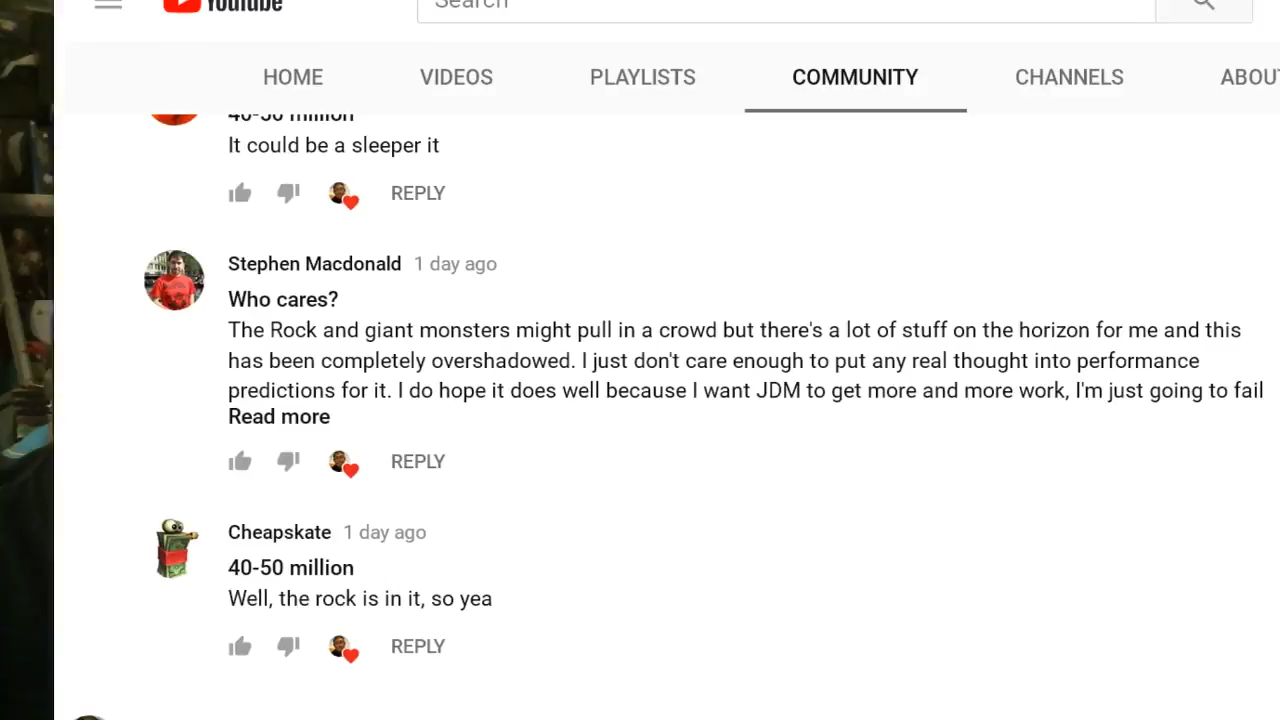 YouTube
Search
HOME VIDEOS PLAYLISTS COMMUNITY CHANNELS ABOU
40-50 million
It could be a sleeper it
REPLY
Stephen Macdonald 1 day ago
Who cares?
The Rock and giant monsters might pull in a crowd but there's a lot of stuff on the horizon for me and this
has been completely overshadowed. I just don't care enough to put any real thought into performance
predictions for it. I do hope it does well because I want JDM to get more and more work, I'm just going to fail
Read more
REPLY
Cheapskate 1 day ago
40-50 million
Well, the rock is in it, so yea
REPLY